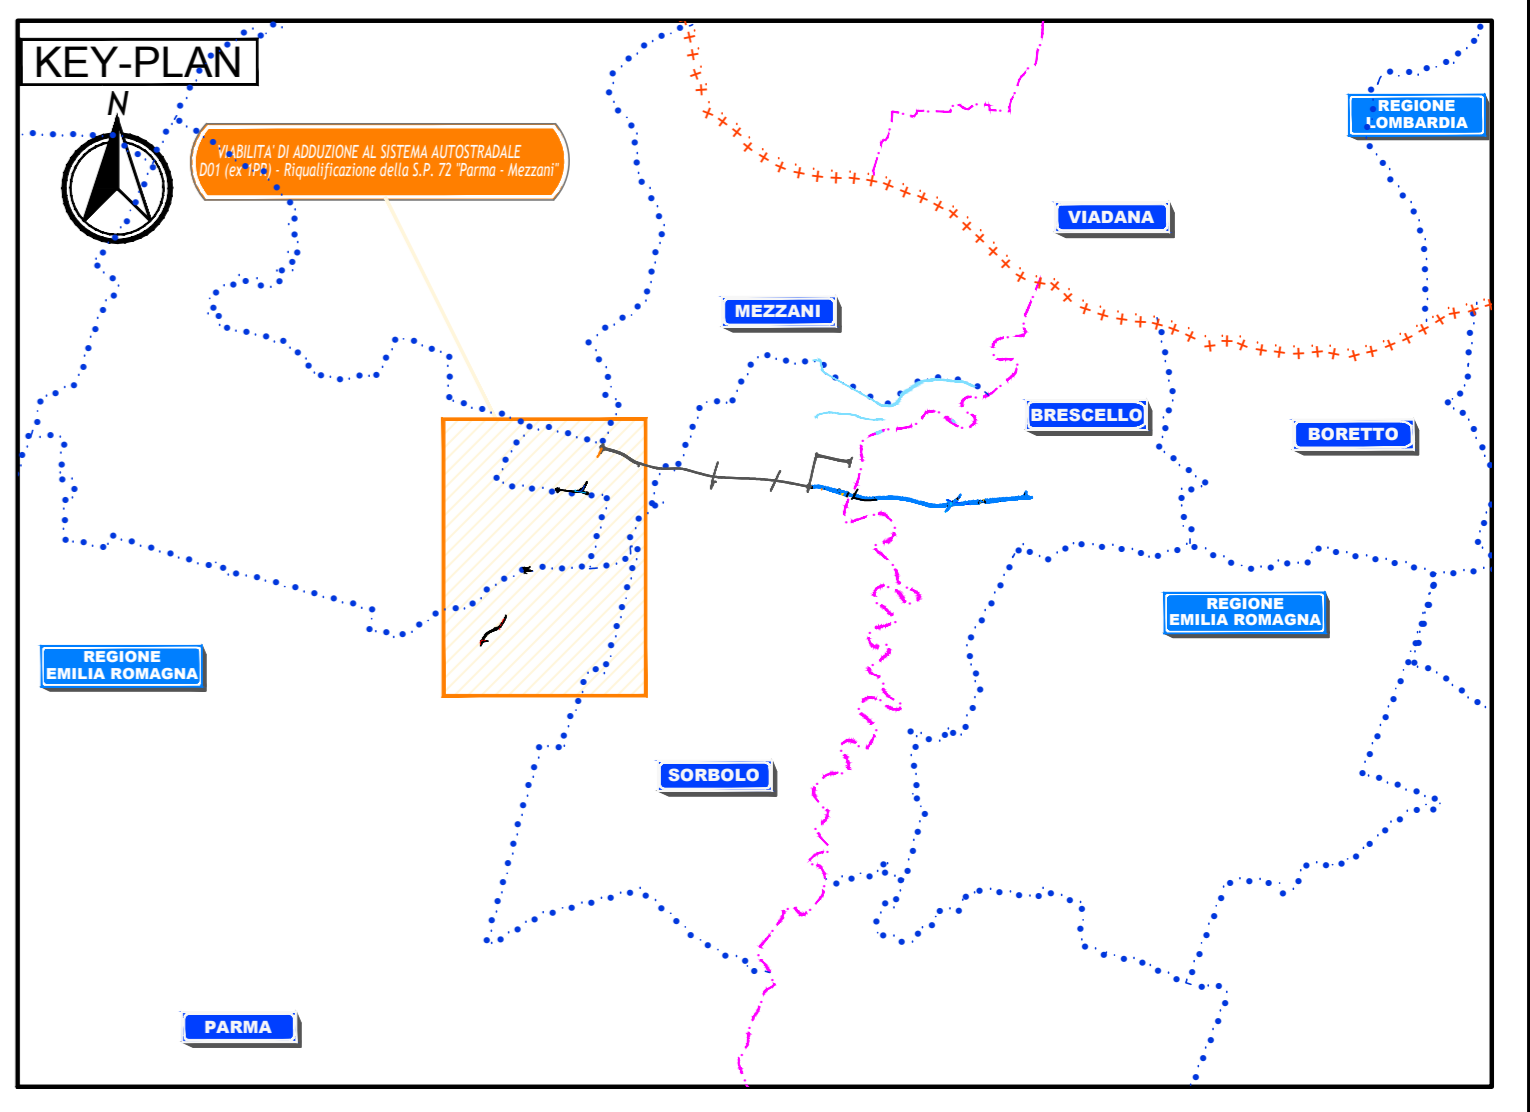 KEY-PLAN
N
VIABILITA' DI ADDUZIONE AL SISTEMA AUTOSTRADALE
D01 (ex 1PR) - Riqualificazione della S.P. 72 "Parma - Mezzani"
REGIONE
LOMBARDIA
VIADANA
MEZZANI
BRESCELLO
BORETTO
REGIONE
EMILIA ROMAGNA
REGIONE
EMILIA ROMAGNA
SORBOLO
PARMA